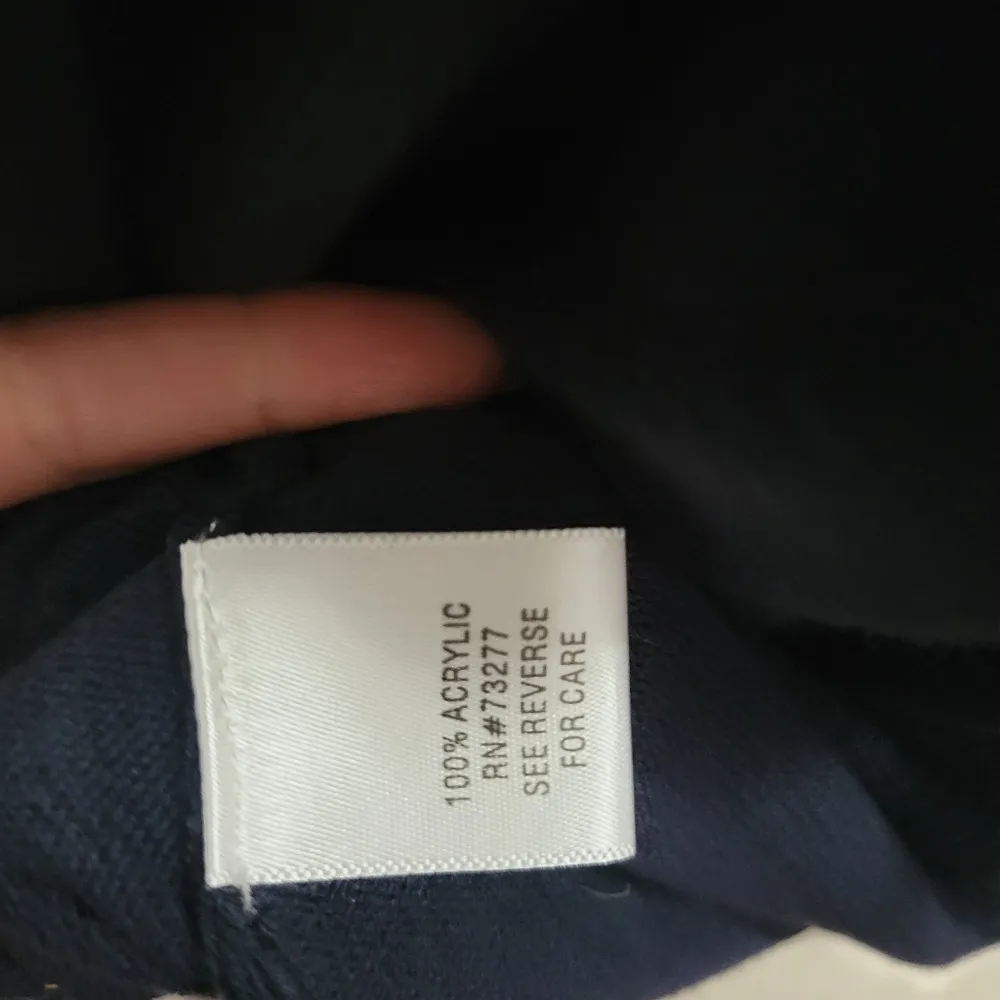 100% ACRYLIC
RN#73277
SEE REVERSE
FOR CARE